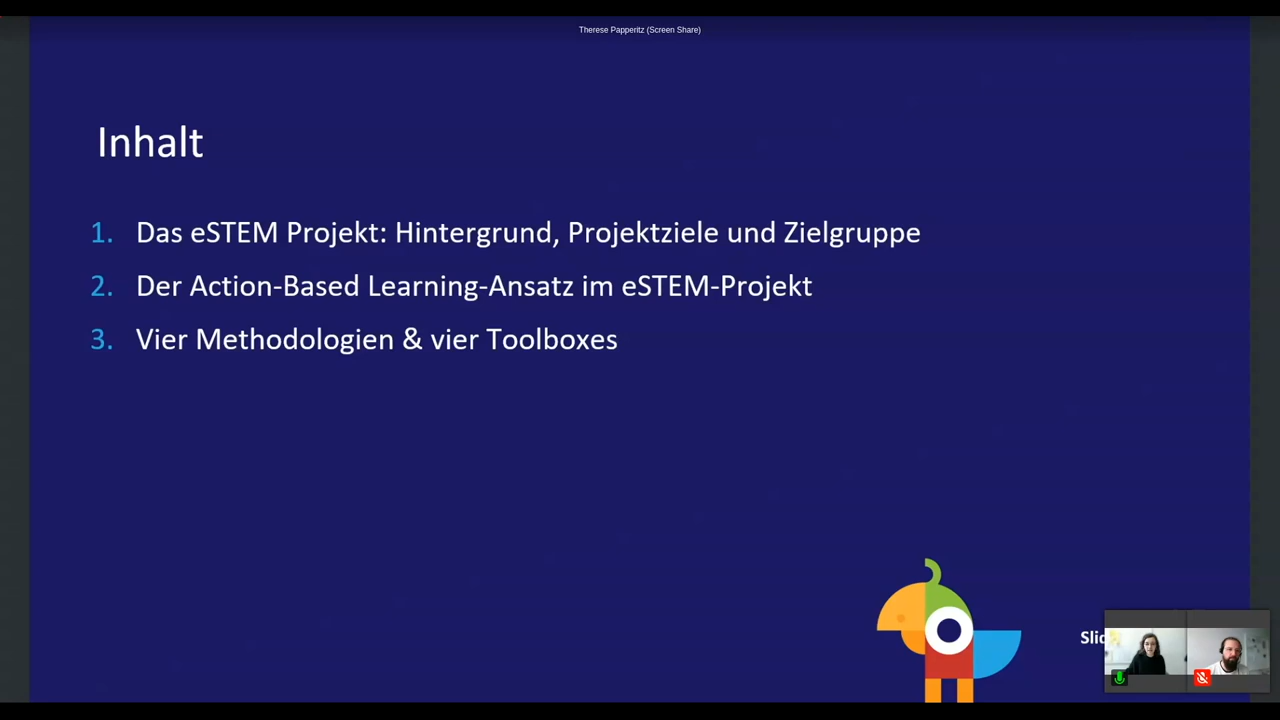 Therese Papperitz (Screen Share)
Inhalt
1. Das eSTEM Projekt: Hintergrund, Projektziele und Zielgruppe
2. Der Action-Based Learning-Ansatz im eSTEM-Projekt
3. Vier Methodologien & vier Toolboxes